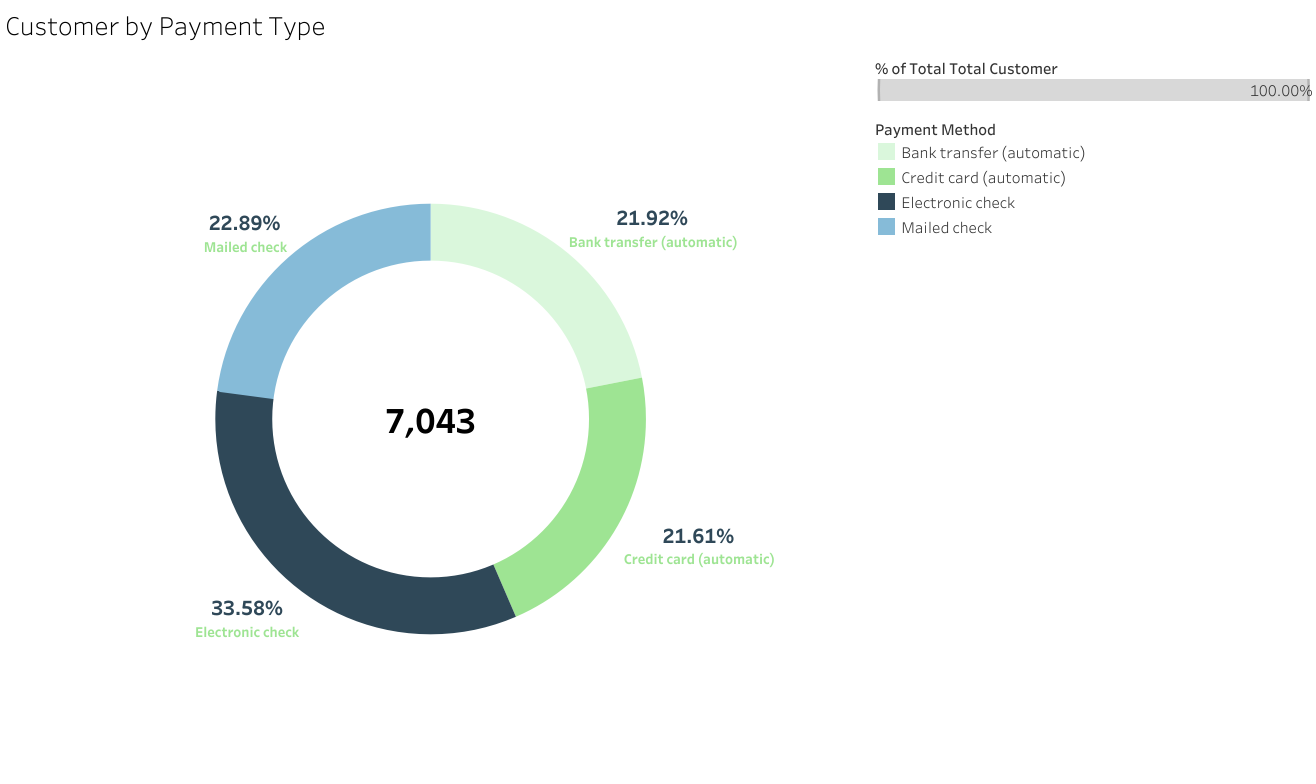 Customer by Payment Type
% of Total Total Customer
100.00%
Payment Method
Bank transfer (automatic)
Credit card (automatic)
Electronic check
Mailed check
22.89%
Mailed check
21.92%
Bank transfer (automatic)
7,043
21.61%
Credit card (automatic)
33.58%
Electronic check